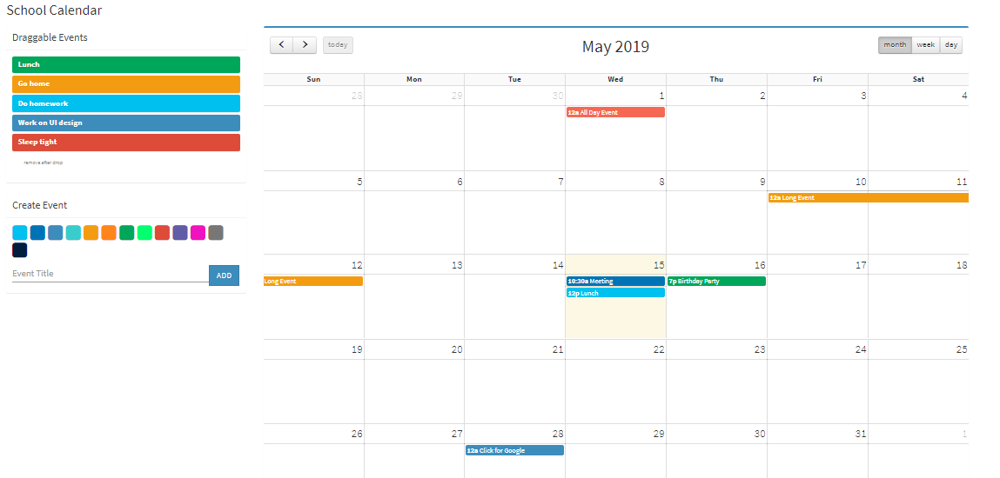 School Calendar
Draggable Events
Lunch
Go home
Do homework
Work on UI design
Sleep tight
remove after drop
Create Event
Event Title
ADD
today
May 2019
month week day
Sun Mon Tue Wed Thu Fri Sat
28 29 30 1 2 3 4
12a All Day Event
5 6 7 8 9 10 11
12a Long Event
12 13 14 15 16 17 18
Long Event 10:30a Meeting 7p Birthday Party
12p Lunch
19 20 21 22 23 24 25
26 27 28 29 30 31 1
12a Click for Google